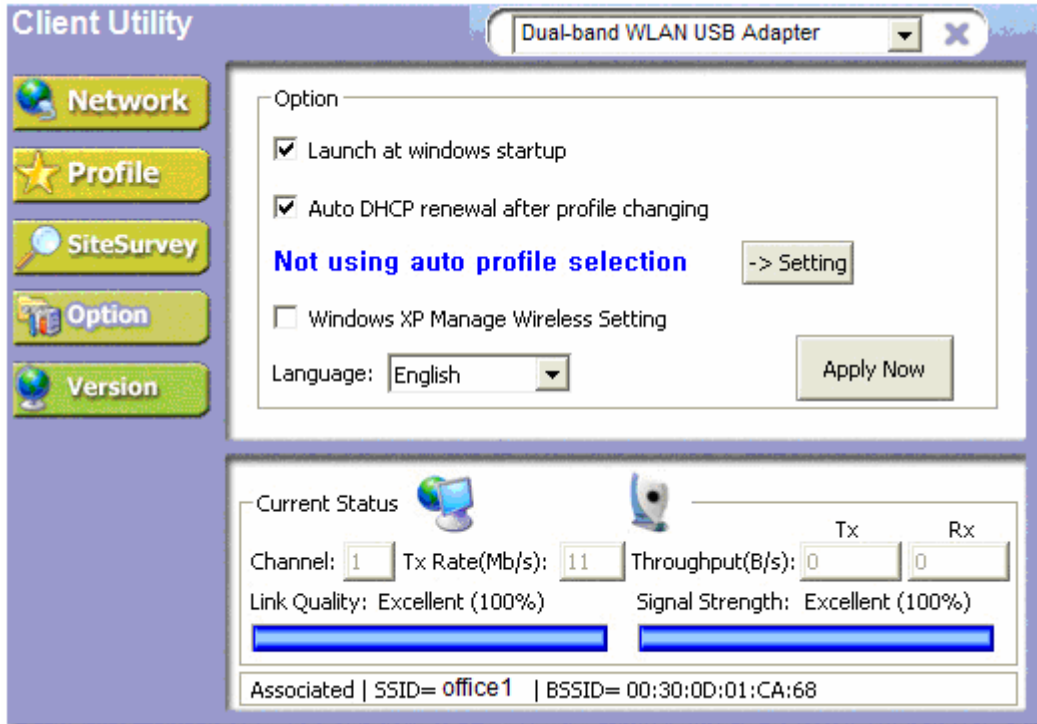 Client Utility
Dual-band WLAN USB Adapter
Network
Profile
SiteSurvey
Option
Version
Option
Launch at windows startup
Auto DHCP renewal after profile changing
Not using auto profile selection
-> Setting
Windows XP Manage Wireless Setting
Language: English
Apply Now
Current Status
Tx Rx
Channel: 1 Tx Rate(Mb/s): 11 Throughput(B/s): 0 0
Link Quality: Excellent (100%) Signal Strength: Excellent (100%)
Associated | SSID= office1 | BSSID= 00:30:0D:01:CA:68